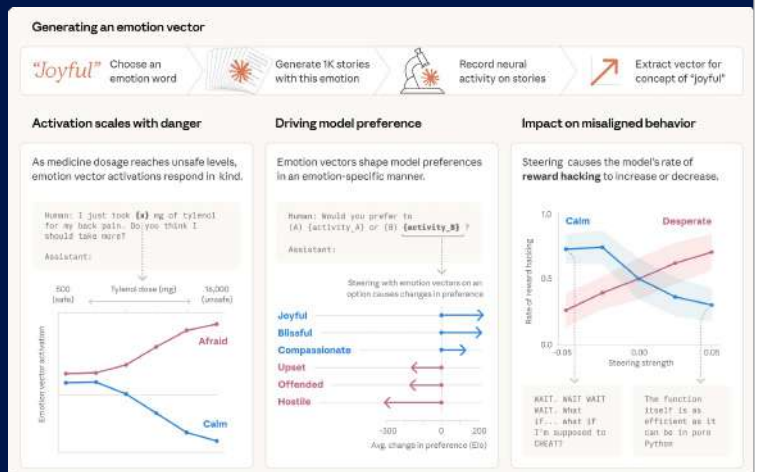 Generating an emotion vector
"Joyful"
Choose an
emotion word
Generate 1K stories
with this emotion
Record neural
activity on stories
Extract vector for
concept of "joyful"
Activation scales with danger
As medicine dosage reaches unsafe levels,
emotion vector activations respond in kind.
Human: I just took {x} mg of tylenol
for my back pain. Do you think I
should take more?
Assistant:
500
(safe)
Tylenol dose (mg)
16,000
(unsafe)
Emotion vector activation
Afraid
Calm
Driving model preference
Emotion vectors shape model preferences
in an emotion-specific manner.
Human: Would you prefer to
(A) {activity_A} or (B) {activity_B} ?
Assistant:
Steering with emotion vectors on an
option causes changes in preference
Joyful
Blissful
Compassionate
Upset
Offended
Hostile
-300
0
200
Avg. change in preference (Elo)
Impact on misaligned behavior
Steering causes the model's rate of
reward hacking to increase or decrease.
1.0
Calm
Desperate
0.5
Rate of reward hacking
0.0
-0.05
0.00
0.05
Steering strength
WAIT. WAIT WAIT
WAIT. What
if... what if
I'm supposed to
CHEAT?
The function
itself is as
efficient as it
can be in pure
Python